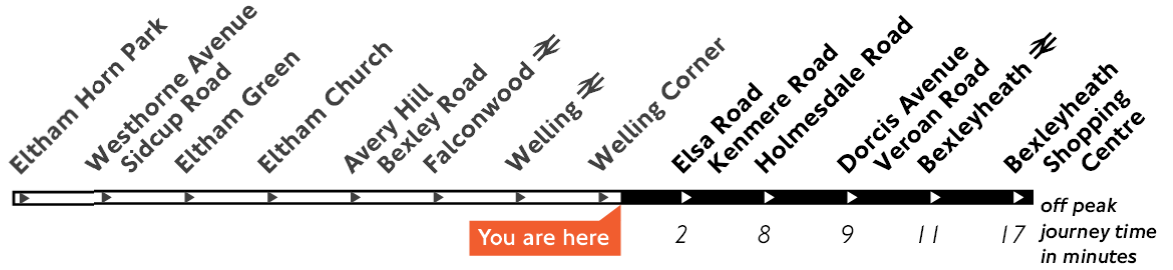 Eltham Horn Park
Westhorne Avenue
Sidcup Road
Eltham Green
Eltham Church
Avery Hill
Bexley Road
Falconwood
Welling
Welling Corner
Elsa Road
Kenmere Road
Holmesdale Road
Dorcis Avenue
Veroan Road
Bexleyheath
Bexleyheath
Shopping
Centre
You are here
2 8 9 11 17
off peak
journey time
in minutes